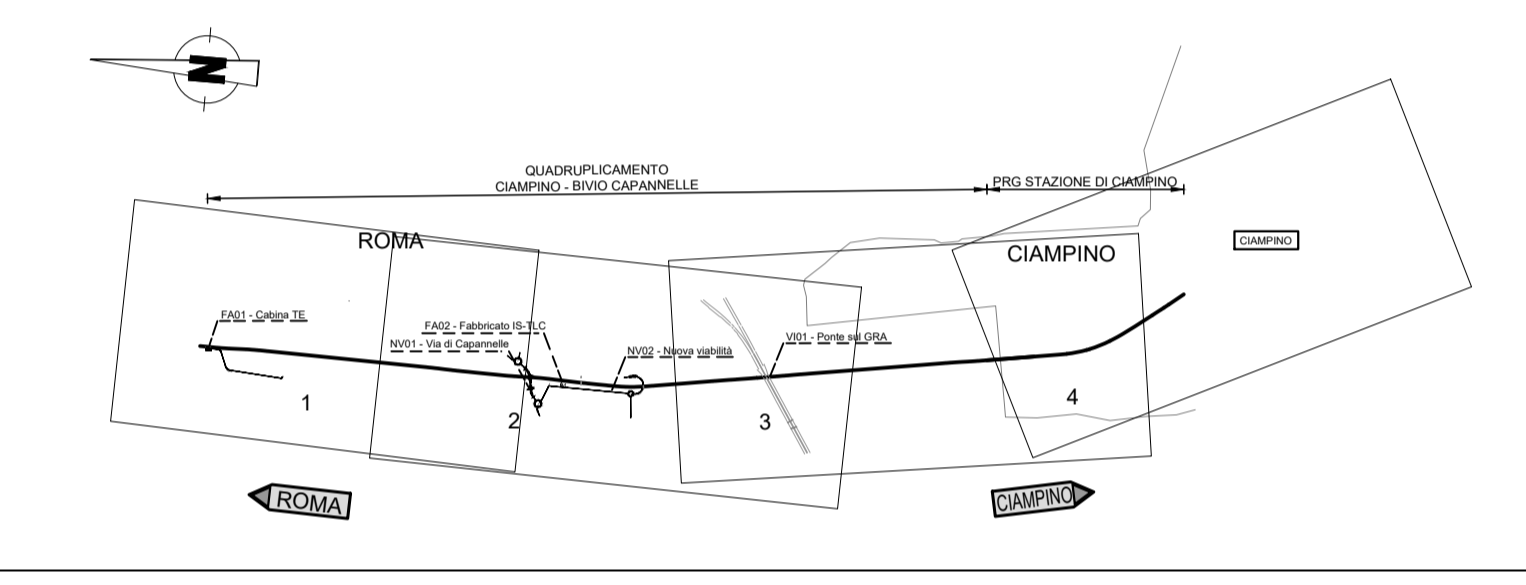 N
QUADRUPLICAMENTO
CIAMPINO - BIVIO CAPANNELLE
PRG STAZIONE DI CIAMPINO
ROMA
CIAMPINO
CIAMPINO
FA01 - Cabina TE
FA02 - Fabbricato IS-TLC
NV01 - Via di Capannelle
NV02 - Nuova viabilità
VI01 - Ponte sul GRA
1
2
3
4
ROMA
CIAMPINO